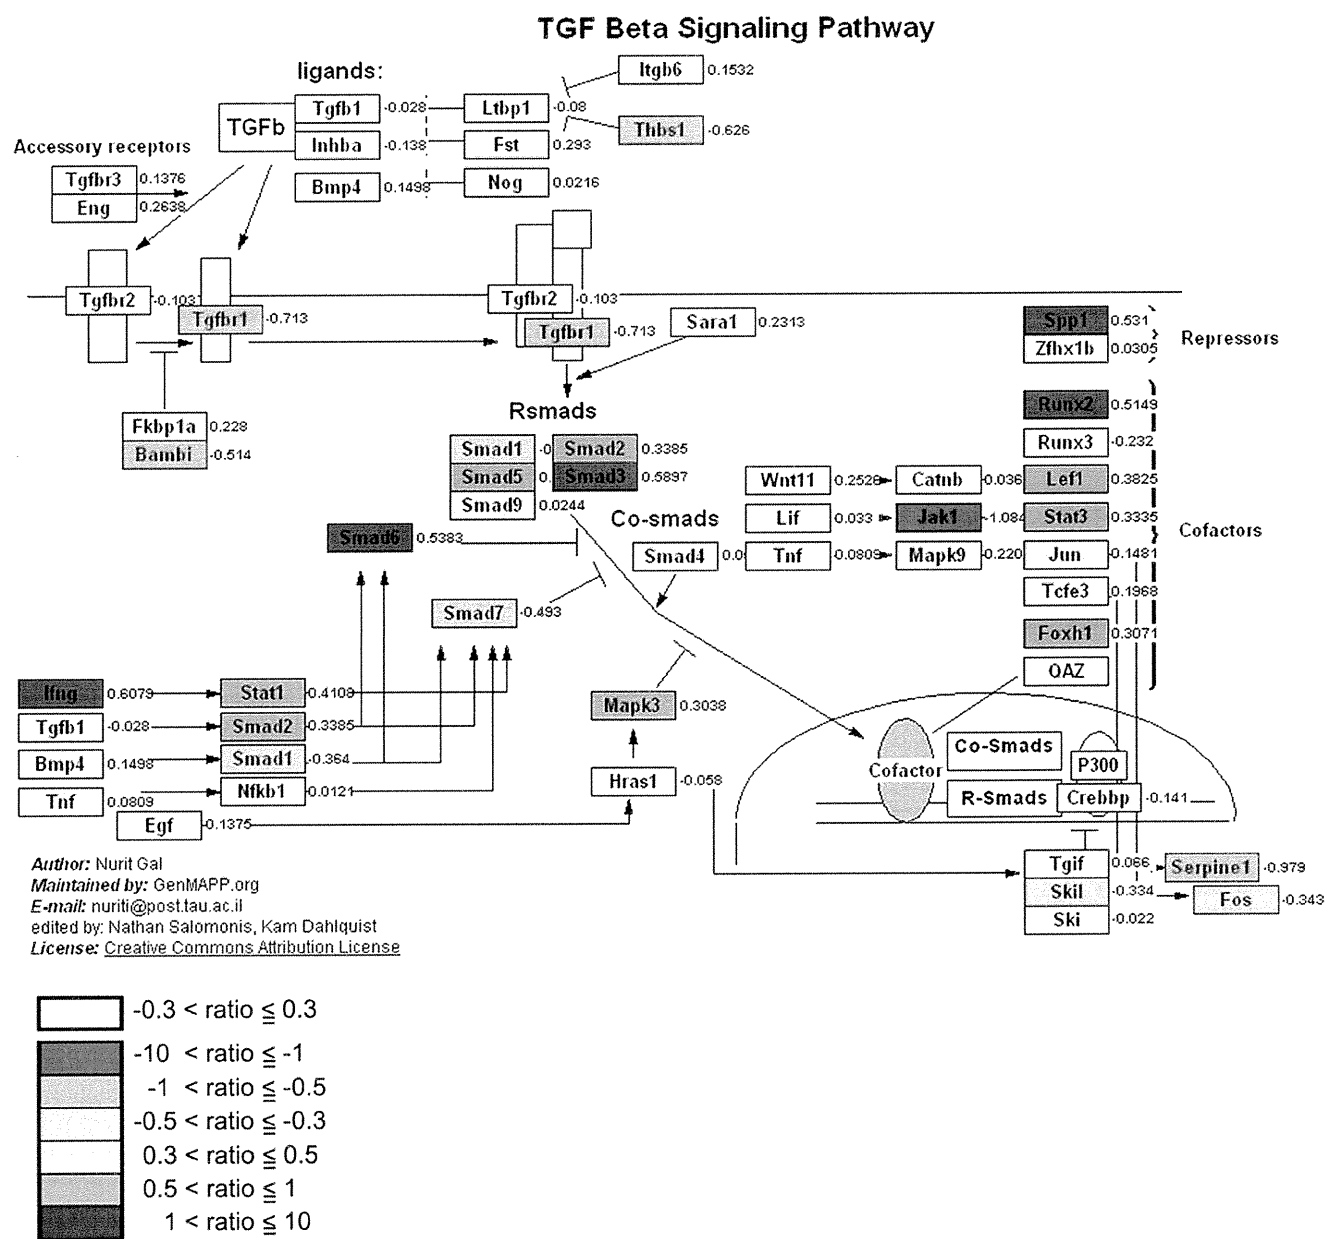 TGF Beta Signaling Pathway
ligands:
Itgb6 0.1532
TGFb
Tgfb1 -0.028
Ltbp1 -0.08
Thbs1 -0.626
Inhba -0.138
Fst 0.293
Accessory receptors
Tgfbr3 0.1376
Eng 0.2638
Bmp4 0.1498
Nog 0.0216
Tgfbr2 -0.103
Tgfbr1 -0.713
Tgfbr2 -0.103
Tgfbr1 -0.713
Sara1 0.2313
Spp1 0.531
Zfhx1b 0.0305
Repressors
Fkbp1a 0.228
Bambi -0.514
Rsmads
Smad1 -0
Smad2 0.3385
Smad5 0.
Smad3 0.5897
Smad9 0.0244
Runx2 0.5149
Runx3 -0.232
Wnt11 0.2528
Catnb -0.036
Lef1 0.3825
Co-smads
Lif 0.033
Jak1 -1.084
Stat3 0.3335
Cofactors
Smad6 0.5383
Smad4 0.0
Tnf 0.0809
Mapk9 -0.220
Jun -0.1481
Tcfe3 0.1968
Smad7 -0.493
Foxh1 0.3071
QAZ
Ifng 0.6079
Stat1 0.4108
Mapk3 0.3038
Tgfb1 -0.028
Smad2 0.3385
Bmp4 0.1498
Smad1 -0.364
Tnf 0.0809
Nfkb1 0.0121
Hras1 -0.058
Egf -0.1375
Cofactor
Co-Smads
P300
R-Smads
Crebbp -0.141
Tgif 0.066
Serpine1 -0.979
Skil -0.334
Fos -0.343
Ski -0.022
Author: Nurit Gal
Maintained by: GenMAPP.org
E-mail: nuriti@post.tau.ac.il
edited by: Nathan Salomonis, Kam Dahlquist
License: Creative Commons Attribution License
-0.3 < ratio ≦ 0.3
-10 < ratio ≦ -1
-1 < ratio ≦ -0.5
-0.5 < ratio ≦ -0.3
0.3 < ratio ≦ 0.5
0.5 < ratio ≦ 1
1 < ratio ≦ 10